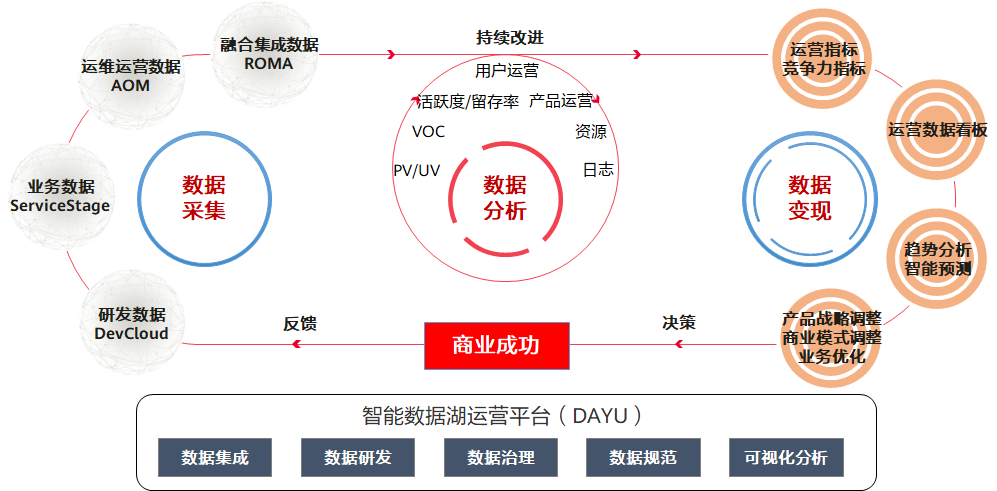 融合集成数据
ROMA
运维运营数据
AOM
业务数据
ServiceStage
研发数据
DevCloud
数据
采集
持续改进
用户运营
活跃度/留存率
产品运营
VOC
资源
PV/UV
日志
数据
分析
数据
变现
运营指标
竞争力指标
运营数据看板
趋势分析
智能预测
产品战略调整
商业模式调整
业务优化
决策
商业成功
反馈
智能数据湖运营平台（DAYU）
数据集成
数据研发
数据治理
数据规范
可视化分析